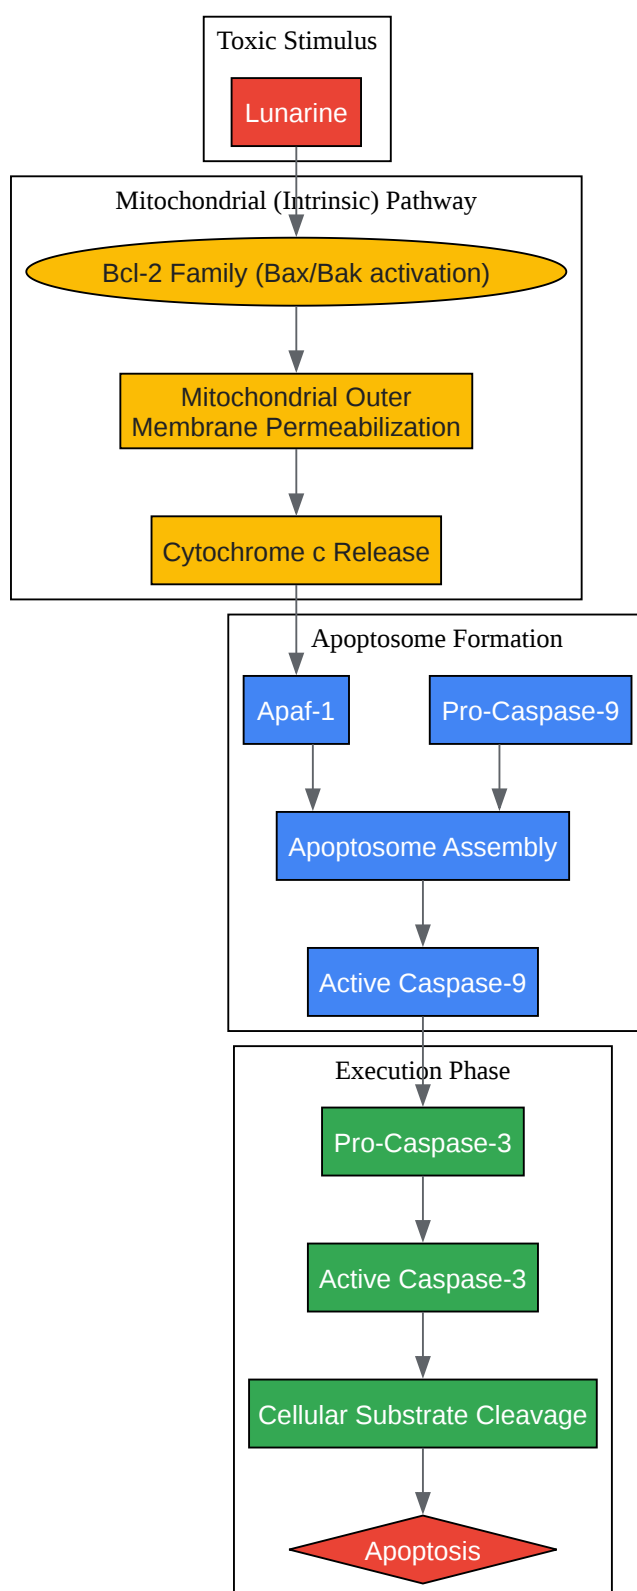 Toxic Stimulus
Lunarine
Mitochondrial (Intrinsic) Pathway
Bcl-2 Family (Bax/Bak activation)
Mitochondrial Outer
Membrane Permeabilization
Cytochrome c Release
Apoptosome Formation
Apaf-1
Pro-Caspase-9
Apoptosome Assembly
Active Caspase-9
Execution Phase
Pro-Caspase-3
Active Caspase-3
Cellular Substrate Cleavage
Apoptosis